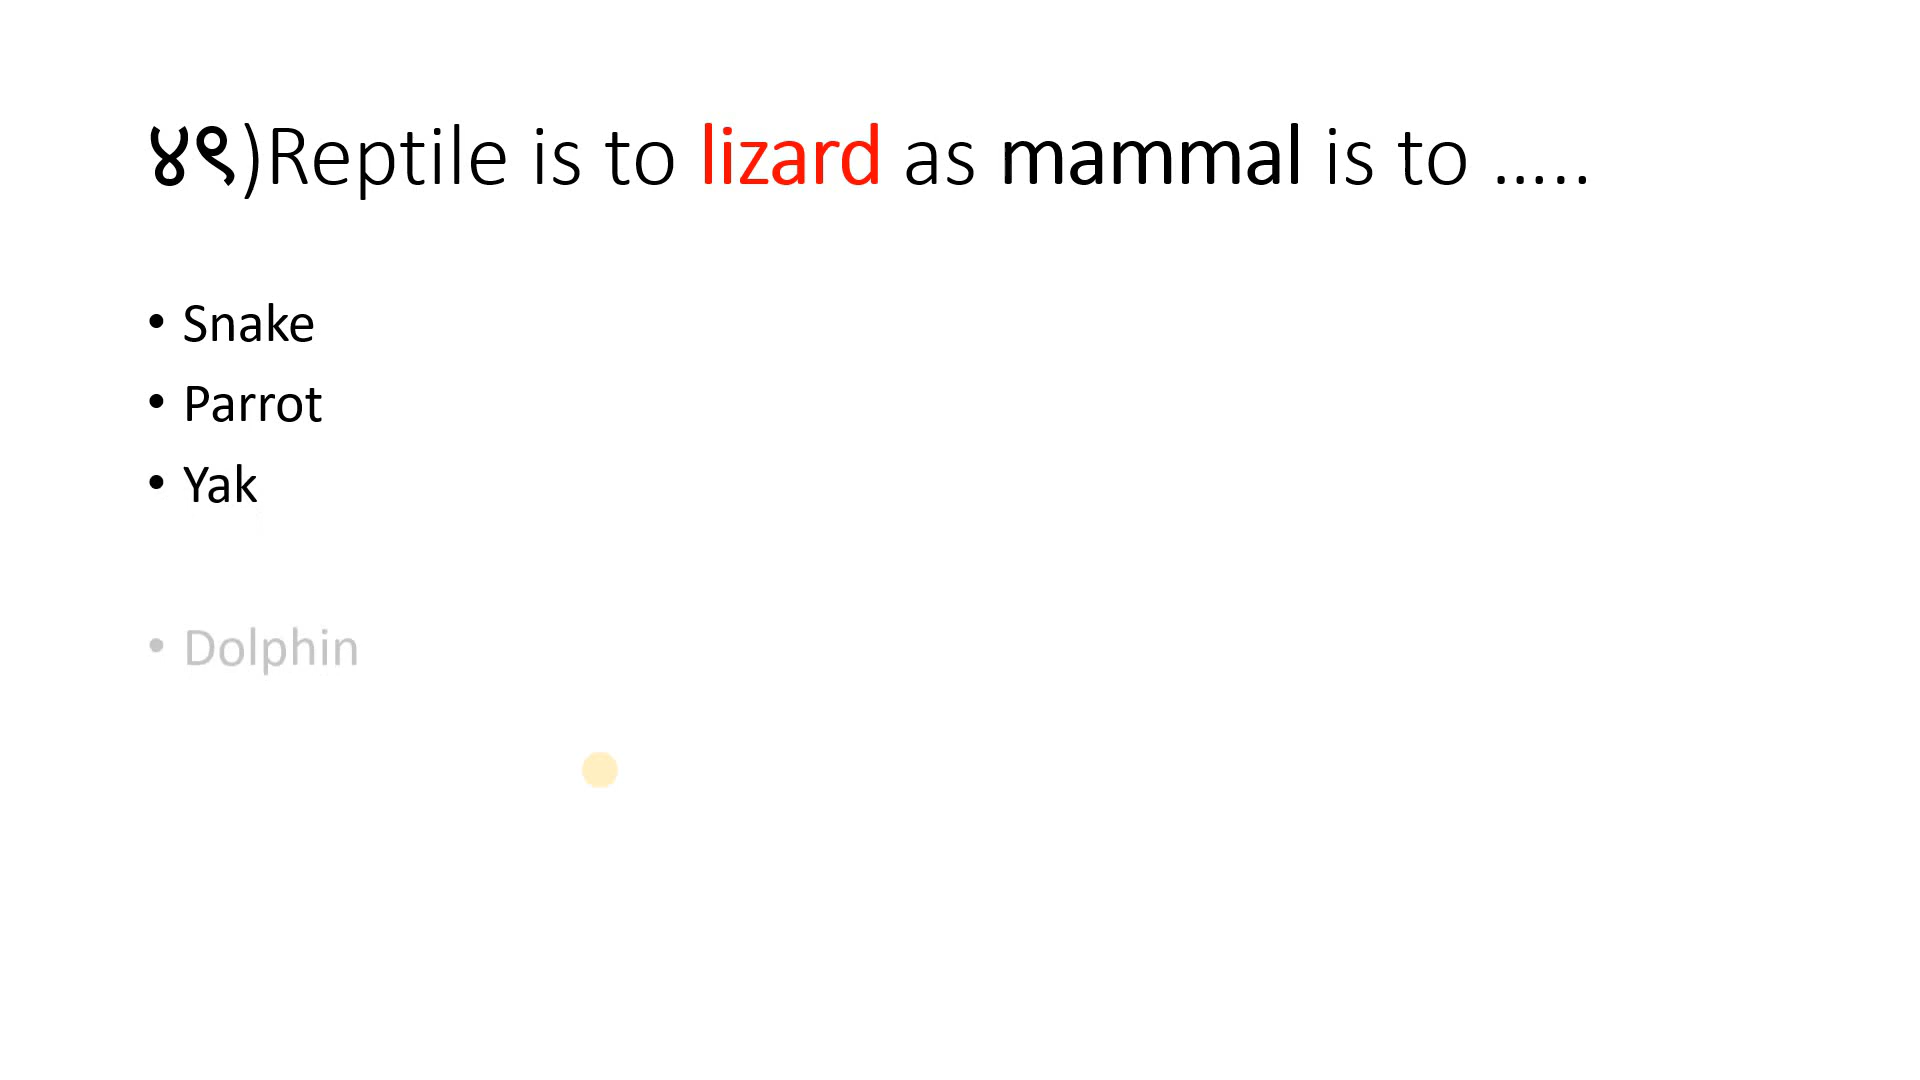 ४९)Reptile is to lizard as mammal is to .....
• Snake
• Parrot
• Yak
• Dolphin